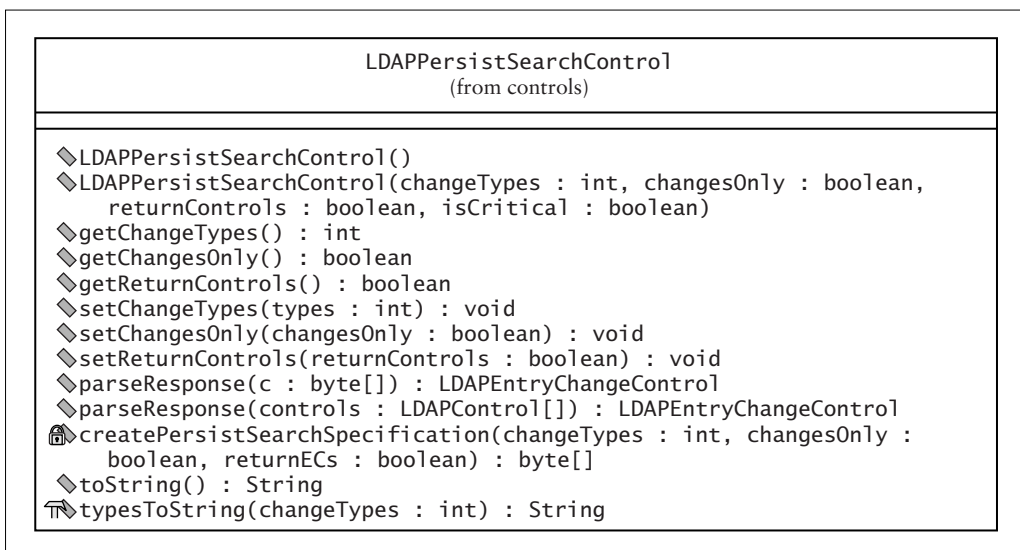 LDAPPersistSearchControl
(from controls)
LDAPPersistSearchControl()
LDAPPersistSearchControl(changeTypes : int, changesOnly : boolean,
returnControls : boolean, isCritical : boolean)
getChangeTypes() : int
getChangesOnly() : boolean
getReturnControls() : boolean
setChangeTypes(types : int) : void
setChangesOnly(changesOnly : boolean) : void
setReturnControls(returnControls : boolean) : void
parseResponse(c : byte[]) : LDAPEntryChangeControl
parseResponse(controls : LDAPControl[]) : LDAPEntryChangeControl
createPersistSearchSpecification(changeTypes : int, changesOnly :
boolean, returnECs : boolean) : byte[]
toString() : String
typesToString(changeTypes : int) : String